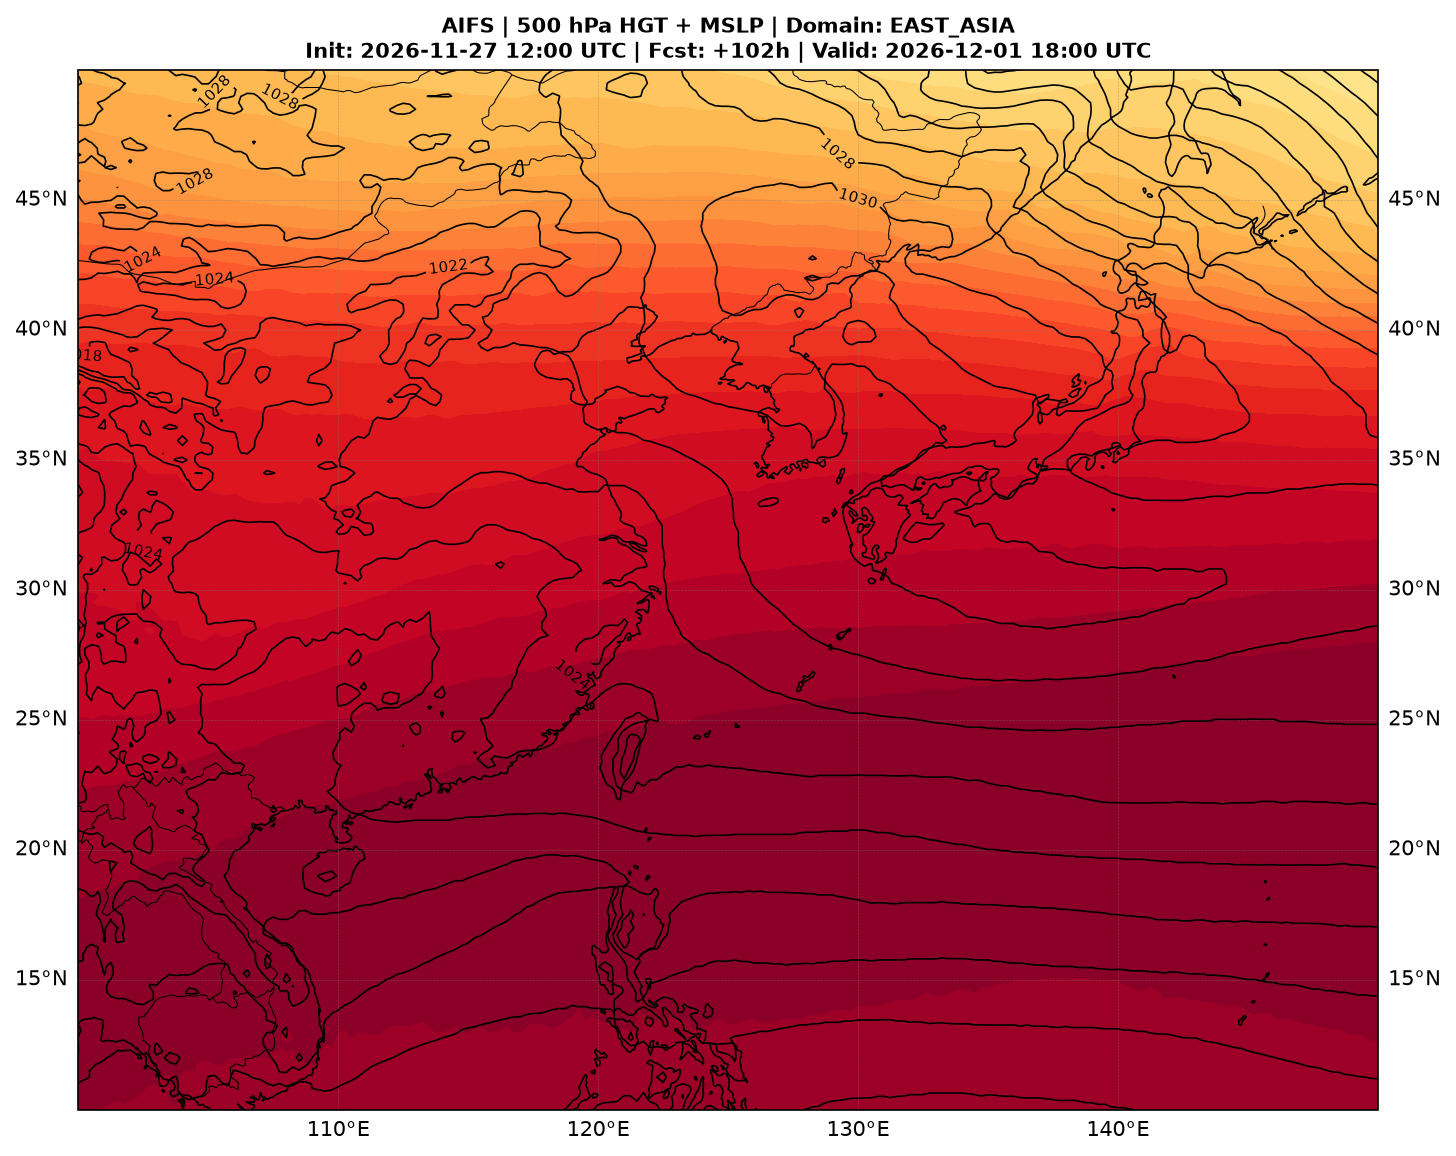 AIFS | 500 hPa HGT + MSLP | Domain: EAST_ASIA
Init: 2026-11-27 12:00 UTC | Fcst: +102h | Valid: 2026-12-01 18:00 UTC
1028
1028
1028
1028
1030
1024
1024
1022
018
1024
1024
45°N
45°N
40°N
40°N
35°N
35°N
30°N
30°N
25°N
25°N
20°N
20°N
15°N
15°N
110°E
120°E
130°E
140°E